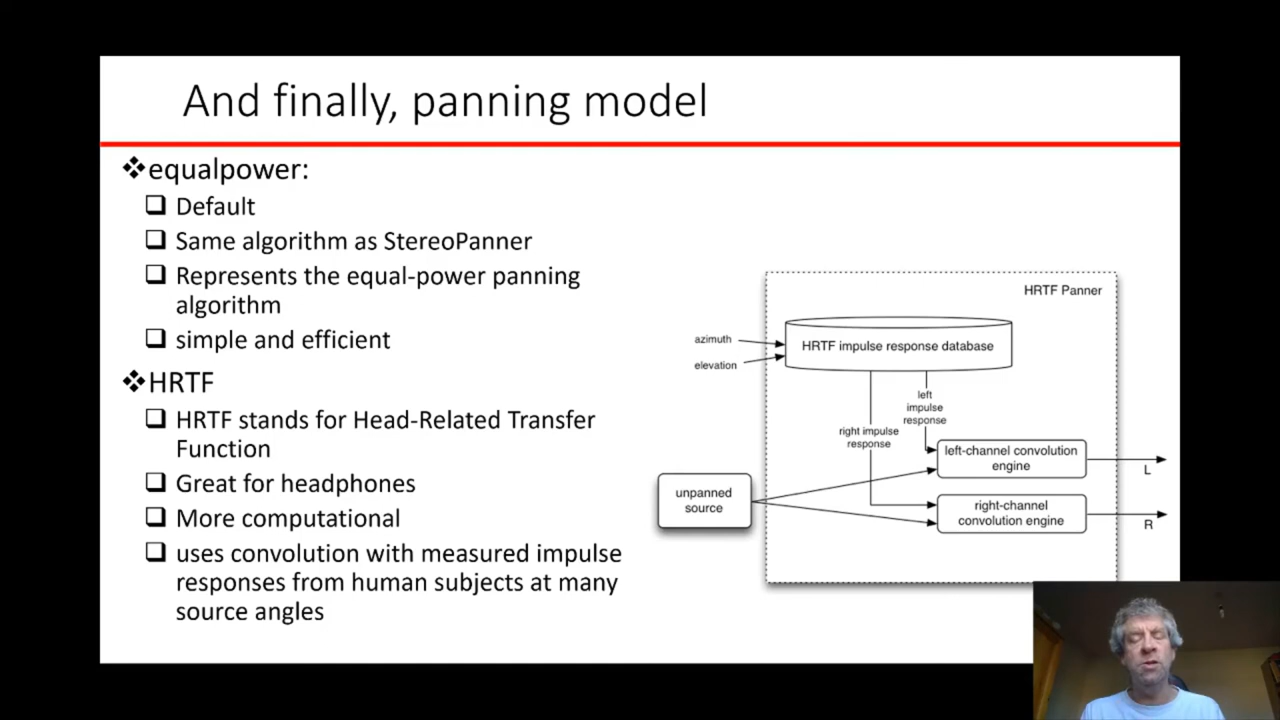 And finally, panning model
equalpower:
Default
Same algorithm as StereoPanner
Represents the equal-power panning
algorithm
simple and efficient
HRTF
HRTF stands for Head-Related Transfer
Function
Great for headphones
More computational
uses convolution with measured impulse
responses from human subjects at many
source angles
HRTF Panner
azimuth
elevation
HRTF impulse response database
left
impulse
response
right impulse
response
left-channel convolution
engine
L
unpanned
source
right-channel
convolution engine
R